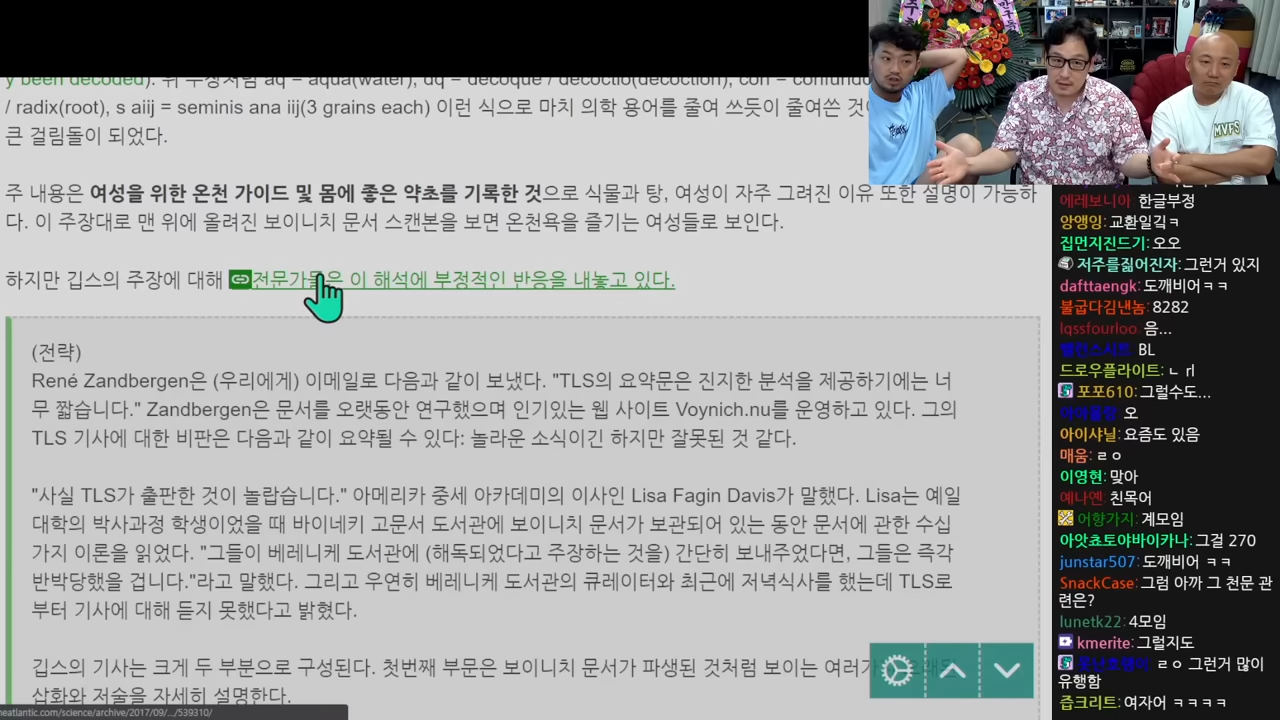 y been decoded). 위 주장처럼 aq = aqua(water), dq = decoque / decoctio(decoction), con = confundo
/ radix(root), s aiij = seminis ana iij(3 grains each) 이런 식으로 마치 의학 용어를 줄여 쓰듯이 줄여쓴 것이
큰 걸림돌이 되었다.
주 내용은 여성을 위한 온천 가이드 및 몸에 좋은 약초를 기록한 것으로 식물과 탕, 여성이 자주 그려진 이유 또한 설명이 가능하
다. 이 주장대로 맨 위에 올려진 보이니치 문서 스캔본을 보면 온천욕을 즐기는 여성들로 보인다.
하지만 깁스의 주장에 대해 전문가들은 이 해석에 부정적인 반응을 내놓고 있다.
(전략)
René Zandbergen은 (우리에게) 이메일로 다음과 같이 보냈다. "TLS의 요약문은 진지한 분석을 제공하기에는 너
무 짧습니다." Zandbergen은 문서를 오랫동안 연구했으며 인기있는 웹 사이트 Voynich.nu를 운영하고 있다. 그의
TLS 기사에 대한 비판은 다음과 같이 요약될 수 있다: 놀라운 소식이긴 하지만 잘못된 것 같다.
"사실 TLS가 출판한 것이 놀랍습니다." 아메리카 중세 아카데미의 이사인 Lisa Fagin Davis가 말했다. Lisa는 예일
대학의 박사과정 학생이었을 때 바이네키 고문서 도서관에 보이니치 문서가 보관되어 있는 동안 문서에 관한 수십
가지 이론을 읽었다. "그들이 베레니케 도서관에 (해독되었다고 주장하는 것을) 간단히 보내주었다면, 그들은 즉각
반박당했을 겁니다."라고 말했다. 그리고 우연히 베레니케 도서관의 큐레이터와 최근에 저녁식사를 했는데 TLS로
부터 기사에 대해 듣지 못했다고 밝혔다.
깁스의 기사는 크게 두 부분으로 구성된다. 첫번째 부문은 보이니치 문서가 파생된 것처럼 보이는 여러가지 오래된
삽화와 저술을 자세히 설명한다.
neatlantic.com/science/archive/2017/09/.../539310/
MVFS
에레보니아 한글부정
앙앵잉: 교환일깈ㅋ
집먼지진드기: 오오
저주를짊어진자: 그런거 있지
dafttaengk: 도깨비어ㅋㅋ
불굽다김낸놈: 8282
lqssfourloo 음...
밸런스시트 BL
드로우플라이트: ㄴ ㄹ
포포610: 그럴수도...
오
아이샤닐: 요즘도 있음
매움: ㄹㅇ
이영현: 맞아
예나옌: 친목어
어항가지: 계모임
아앗쵸토야바이카나: 그걸 270
junstar507: 도깨비어 ㅋㅋ
SnackCase: 그럼 아까 그 천문 관
련은?
lunetk22: 4모임
kmerite: 그럴지도
못난호랭이 ㄹㅇ 그런거 많이
유행함
즙크리트: 여자어 ㅋㅋㅋㅋ